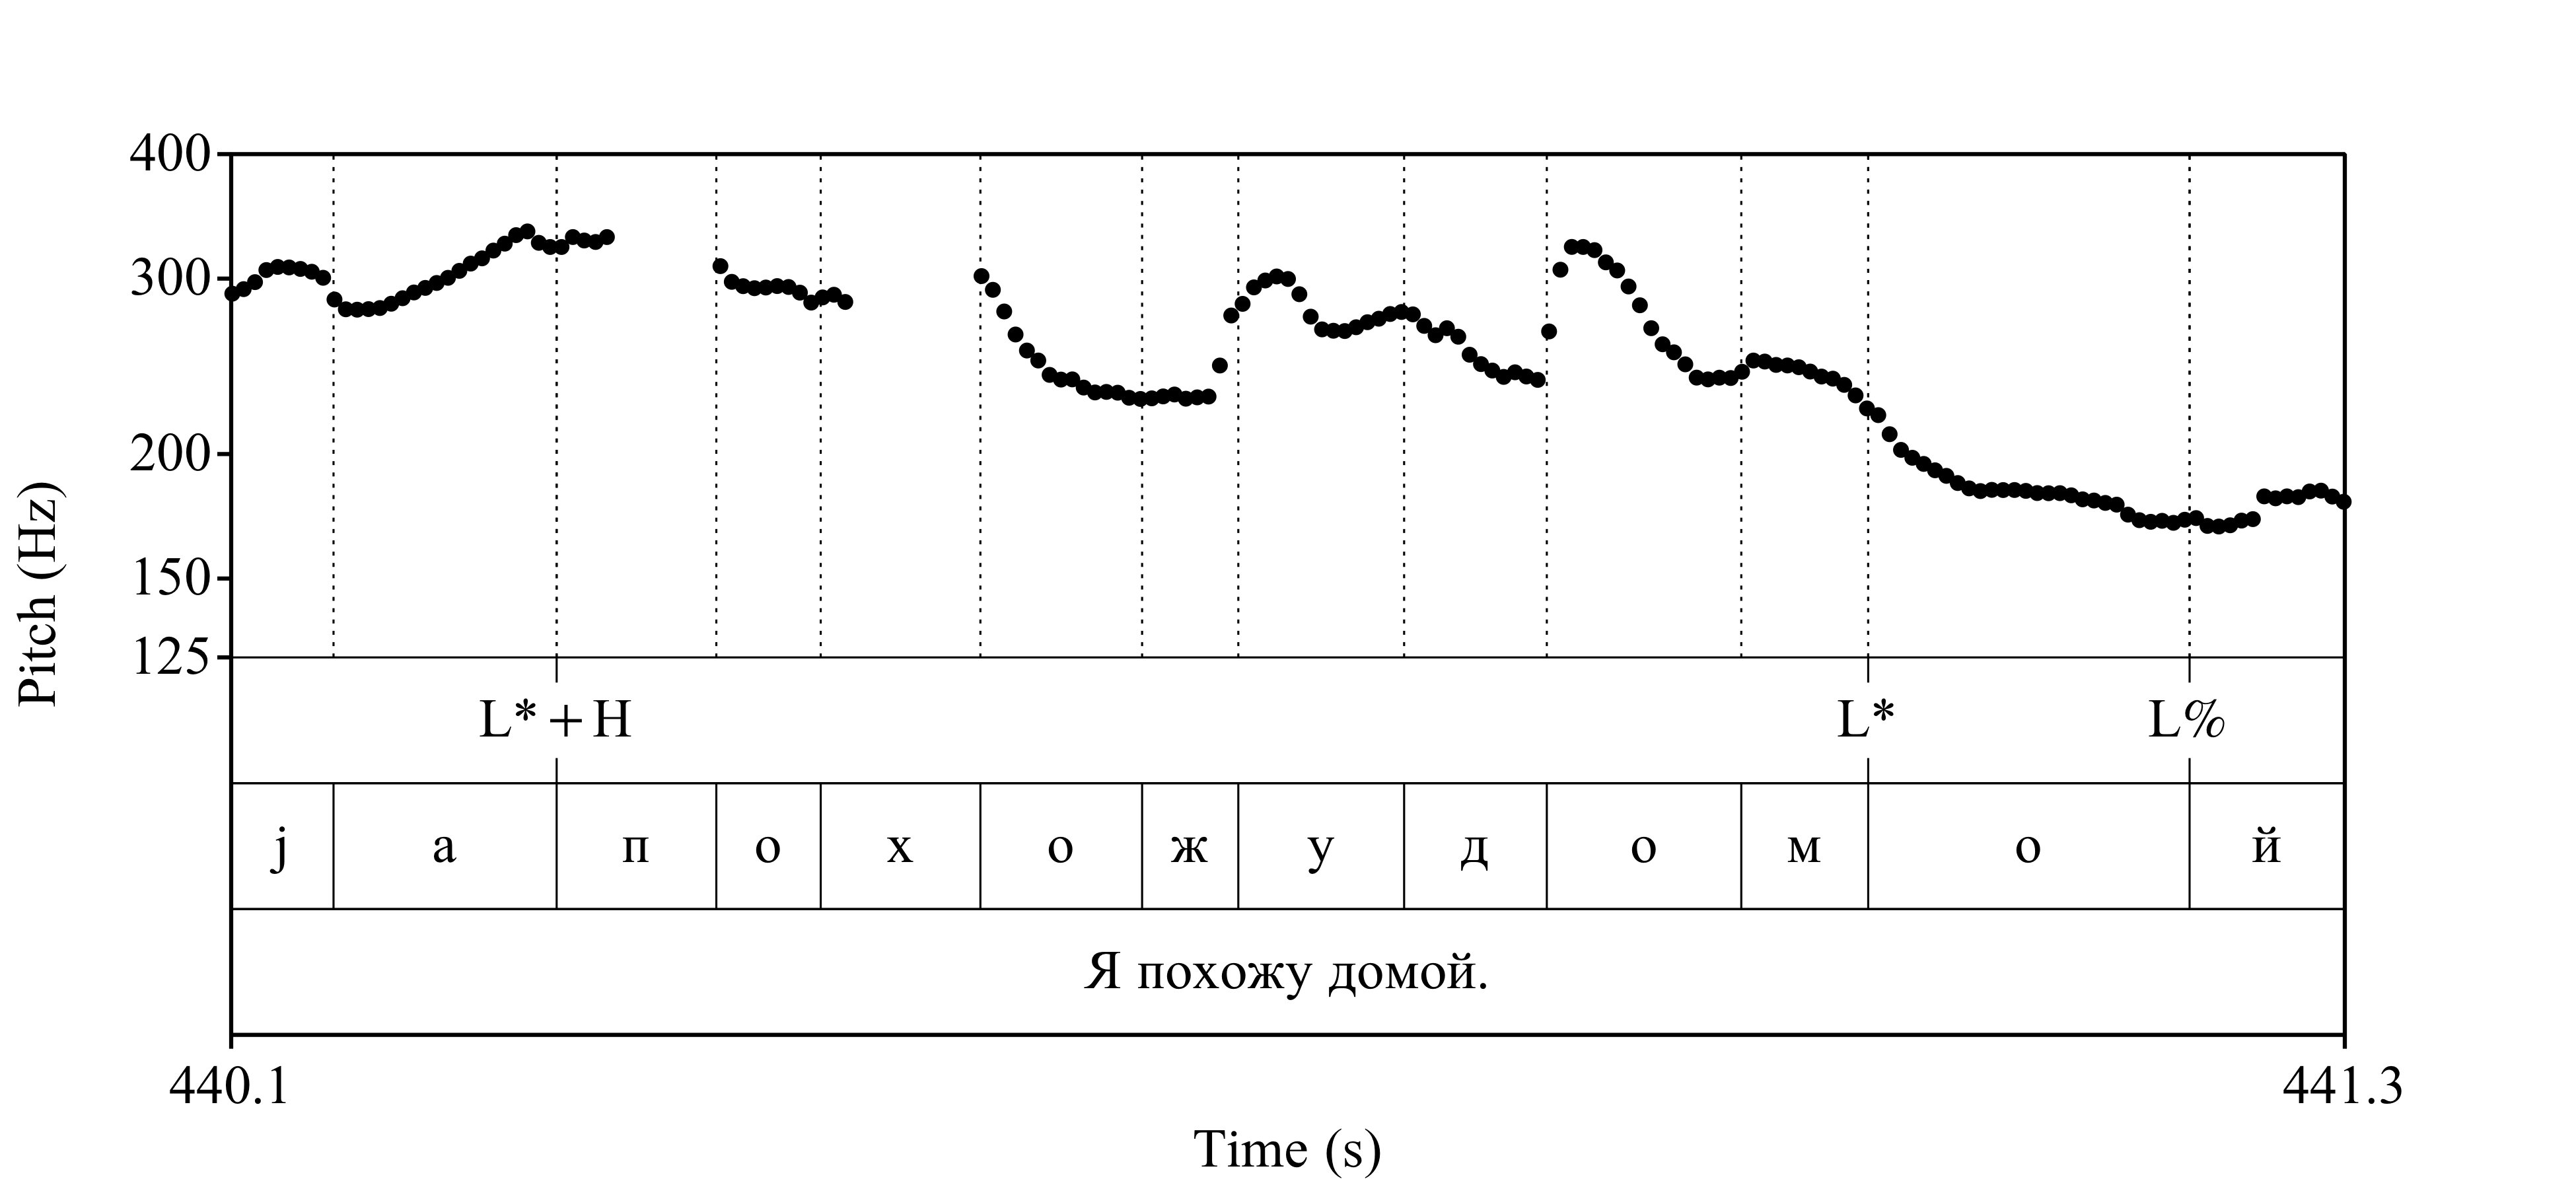 400
300
200
150
125
Pitch (Hz)
L*+H L* L%
j а п о х о ж у д о м о й
Я похожу домой.
440.1 441.3
Time (s)